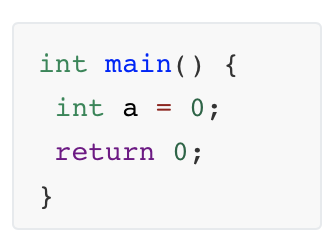 int main() {
 int a = 0;
 return 0;
}